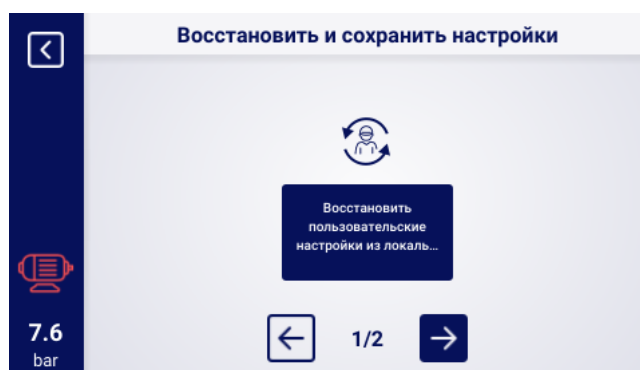 Восстановить и сохранить настройки
Восстановить
пользовательские
настройки из локаль...
7.6
bar
1/2